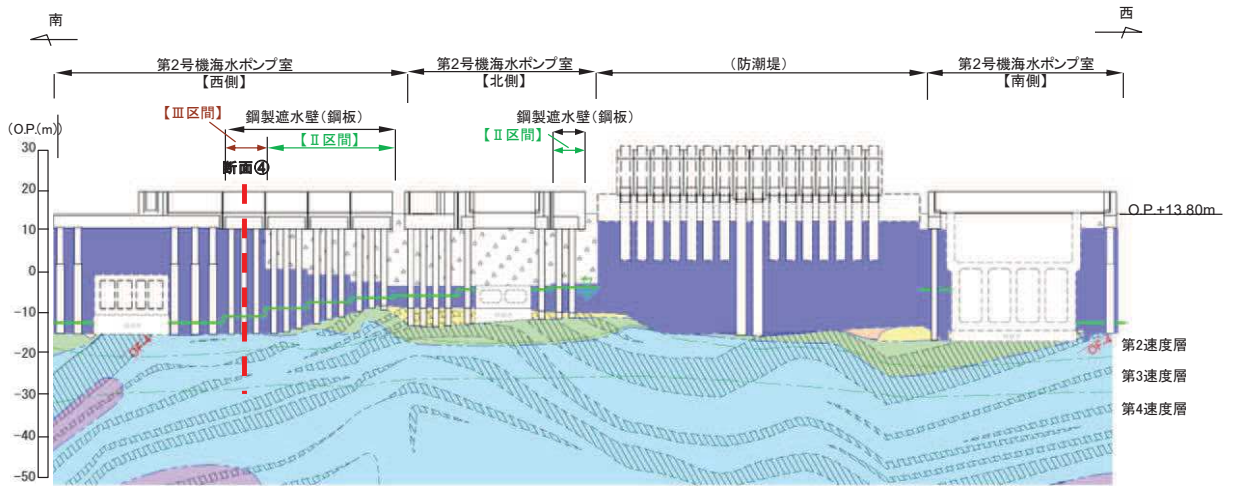 南
西
第2号機海水ポンプ室
【西側】
第2号機海水ポンプ室
【北側】
(防潮堤)
第2号機海水ポンプ室
【南側】
【Ⅲ区間】
鋼製遮水壁(鋼板)
【Ⅱ区間】
鋼製遮水壁(鋼板)
【Ⅱ区間】
断面④
(O.P.(m))
30
20
10
0
-10
-20
-30
-40
-50
O.P.+13.80m
第2速度層
第3速度層
第4速度層
OF-4
OF-4